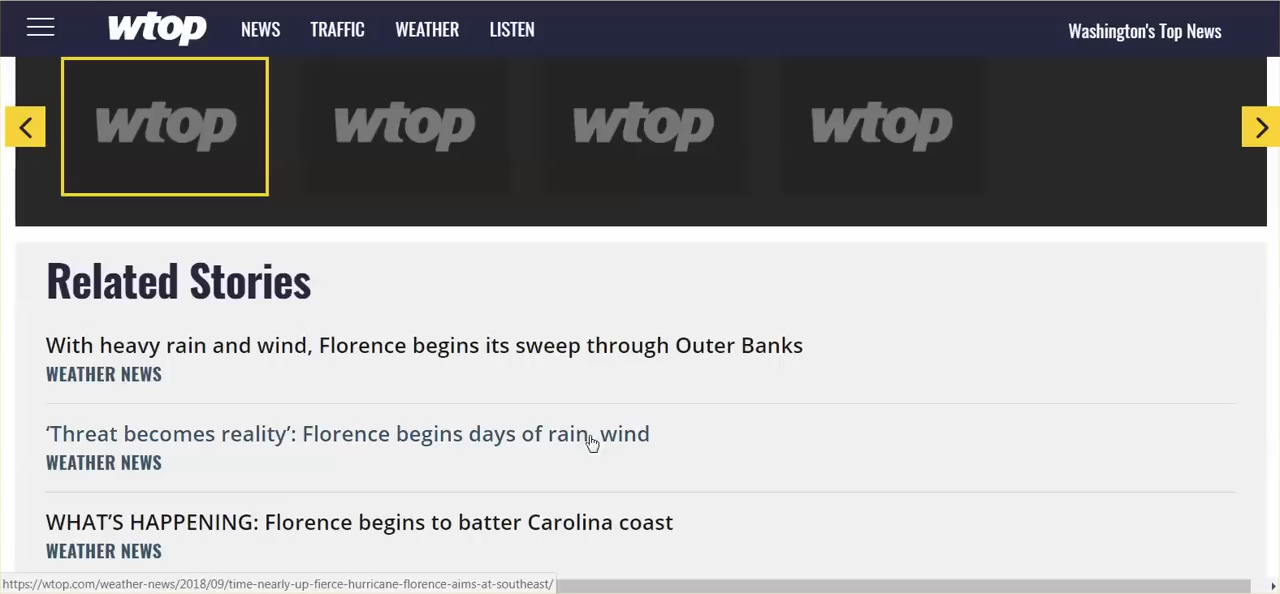 wtop NEWS TRAFFIC WEATHER LISTEN Washington's Top News
wtop wtop wtop wtop
Related Stories
With heavy rain and wind, Florence begins its sweep through Outer Banks
WEATHER NEWS
‘Threat becomes reality’: Florence begins days of rain, wind
WEATHER NEWS
WHAT’S HAPPENING: Florence begins to batter Carolina coast
WEATHER NEWS
https://wtop.com/weather-news/2018/09/time-nearly-up-fierce-hurricane-florence-aims-at-southeast/